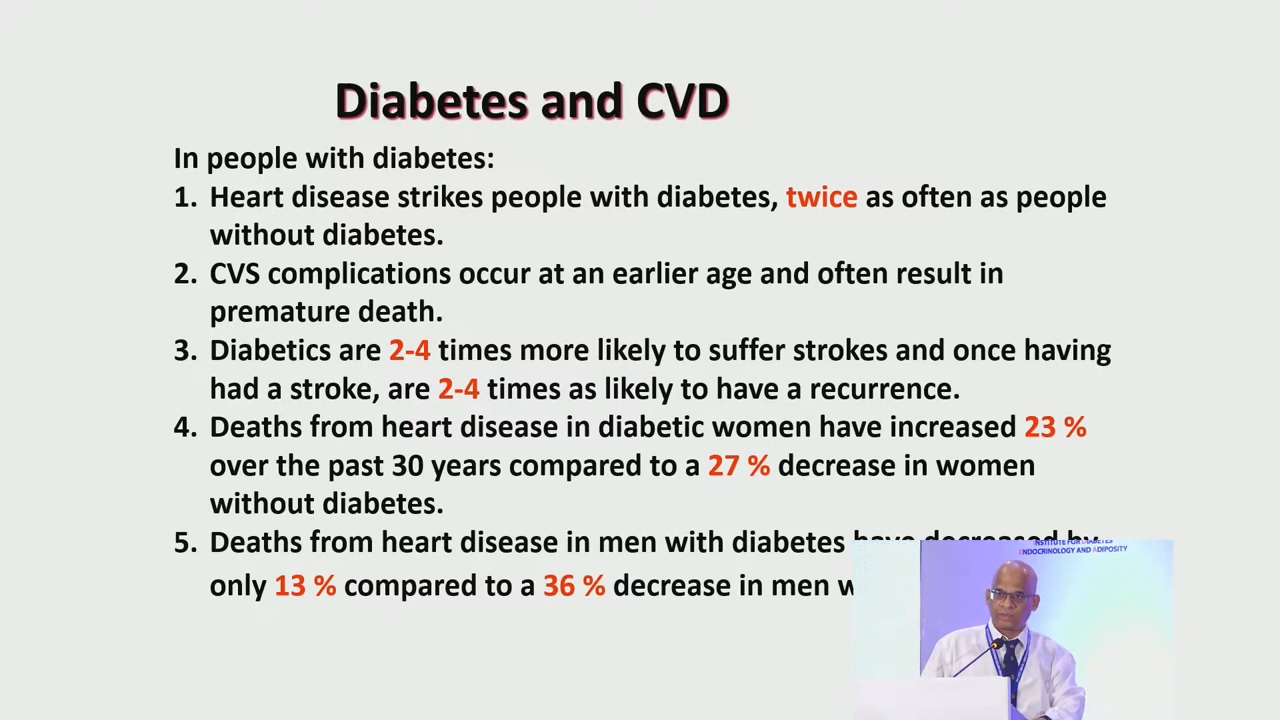 Diabetes and CVD
In people with diabetes:
1. Heart disease strikes people with diabetes, twice as often as people
without diabetes.
2. CVS complications occur at an earlier age and often result in
premature death.
3. Diabetics are 2-4 times more likely to suffer strokes and once having
had a stroke, are 2-4 times as likely to have a recurrence.
4. Deaths from heart disease in diabetic women have increased 23 %
over the past 30 years compared to a 27 % decrease in women
without diabetes.
5. Deaths from heart disease in men with diabetes have decreased by
only 13 % compared to a 36 % decrease in men
NSTITUTE FOR DIABETES
ENDOCRINOLOGY AND ADIPOSITY